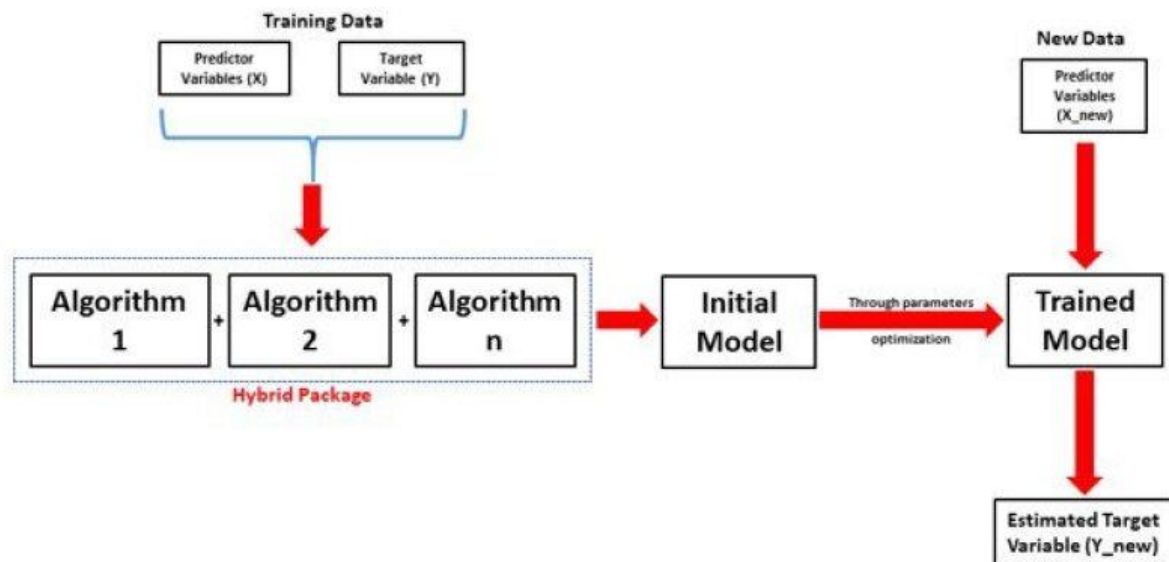 Training Data
Predictor
Variables (X)
Target
Variable (Y)
New Data
Predictor
Variables
(X_new)
Algorithm
1
+
Algorithm
2
+
Algorithm
n
Hybrid Package
Initial
Model
Through parameters
optimization
Trained
Model
Estimated Target
Variable (Y_new)